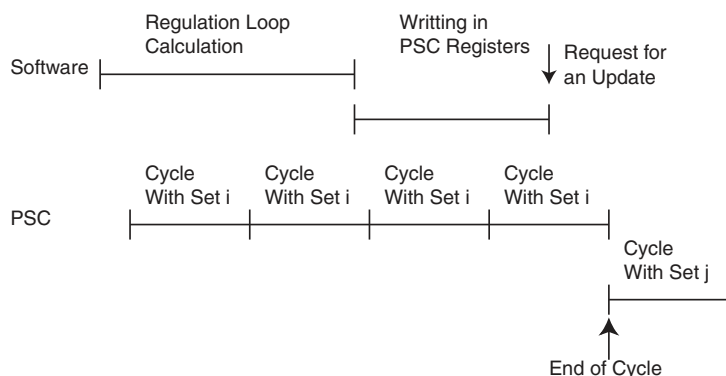 Regulation Loop
Calculation
Writting in
PSC Registers
Request for
an Update
Software
Cycle
With Set i
Cycle
With Set i
Cycle
With Set i
Cycle
With Set i
PSC
Cycle
With Set j
End of Cycle